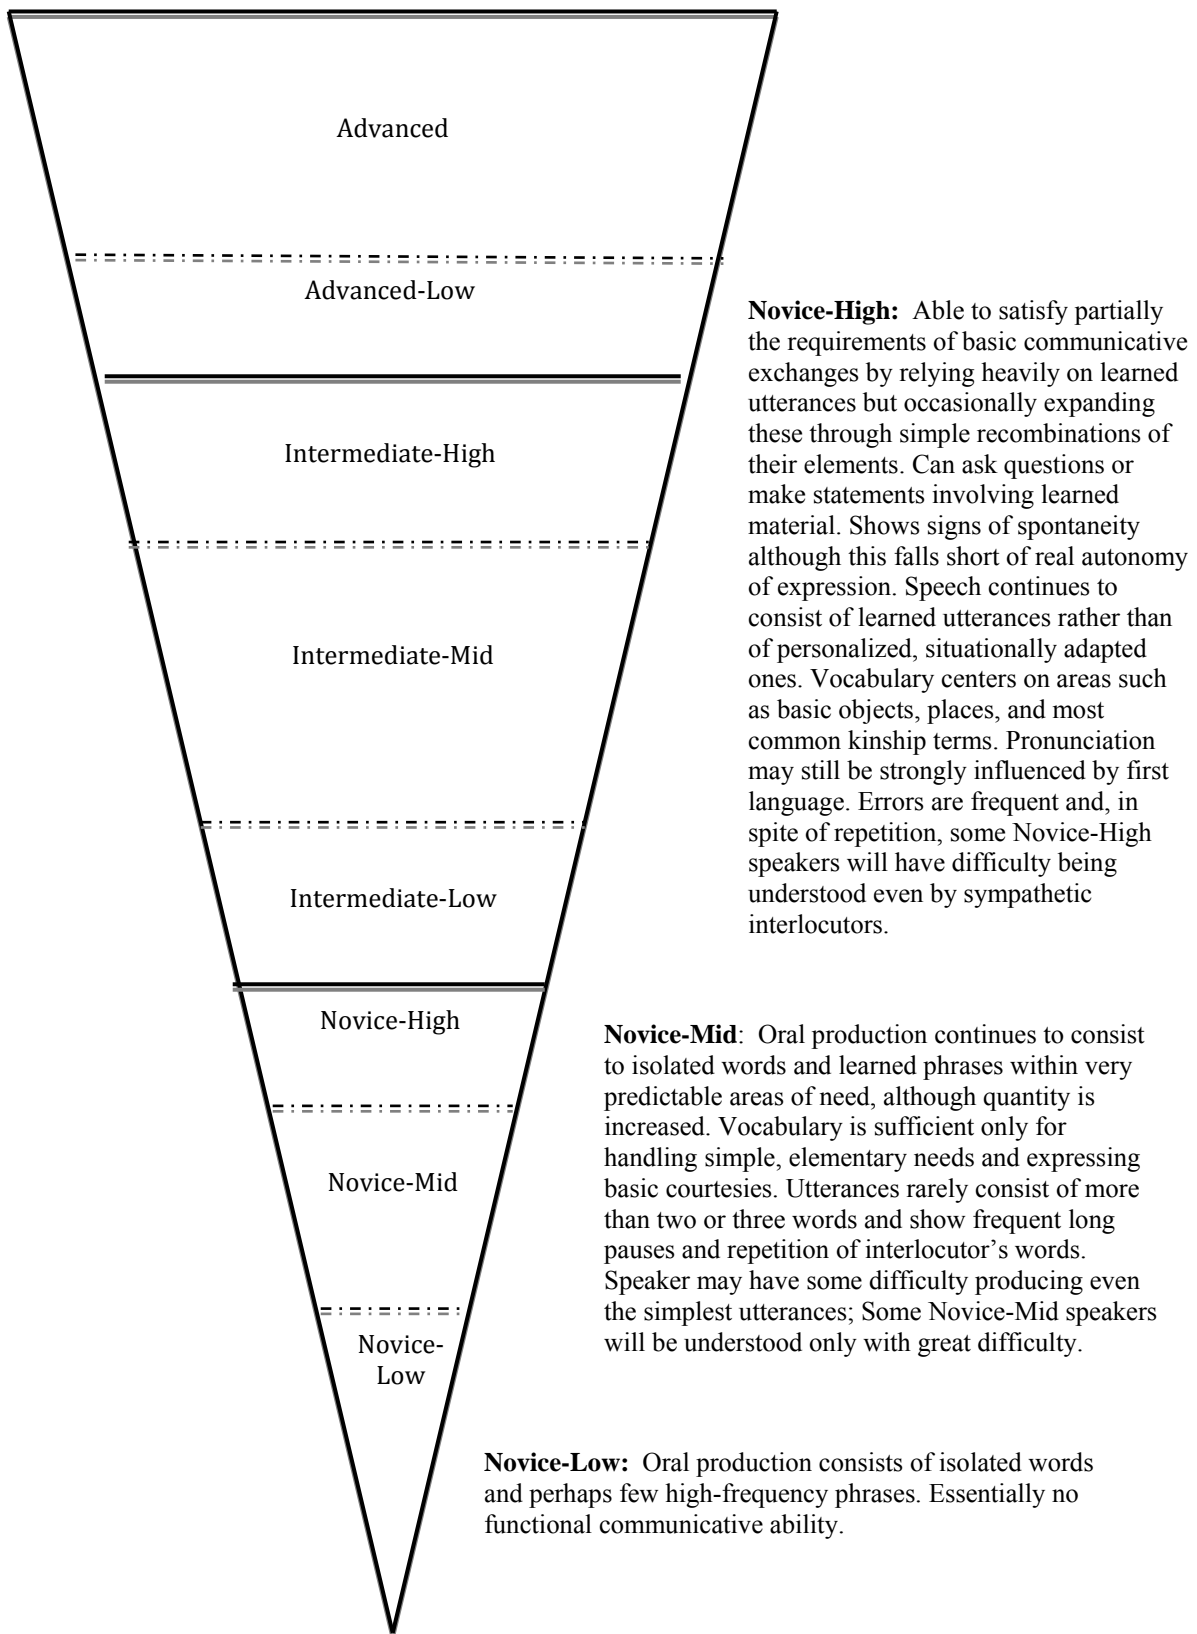 Advanced
Advanced-Low
Intermediate-High
Intermediate-Mid
Intermediate-Low
Novice-High
Novice-Mid
Novice-
Low
Novice-High: Able to satisfy partially
the requirements of basic communicative
exchanges by relying heavily on learned
utterances but occasionally expanding
these through simple recombinations of
their elements. Can ask questions or
make statements involving learned
material. Shows signs of spontaneity
although this falls short of real autonomy
of expression. Speech continues to
consist of learned utterances rather than
of personalized, situationally adapted
ones. Vocabulary centers on areas such
as basic objects, places, and most
common kinship terms. Pronunciation
may still be strongly influenced by first
language. Errors are frequent and, in
spite of repetition, some Novice-High
speakers will have difficulty being
understood even by sympathetic
interlocutors.
Novice-Mid: Oral production continues to consist
to isolated words and learned phrases within very
predictable areas of need, although quantity is
increased. Vocabulary is sufficient only for
handling simple, elementary needs and expressing
basic courtesies. Utterances rarely consist of more
than two or three words and show frequent long
pauses and repetition of interlocutor’s words.
Speaker may have some difficulty producing even
the simplest utterances; Some Novice-Mid speakers
will be understood only with great difficulty.
Novice-Low: Oral production consists of isolated words
and perhaps few high-frequency phrases. Essentially no
functional communicative ability.